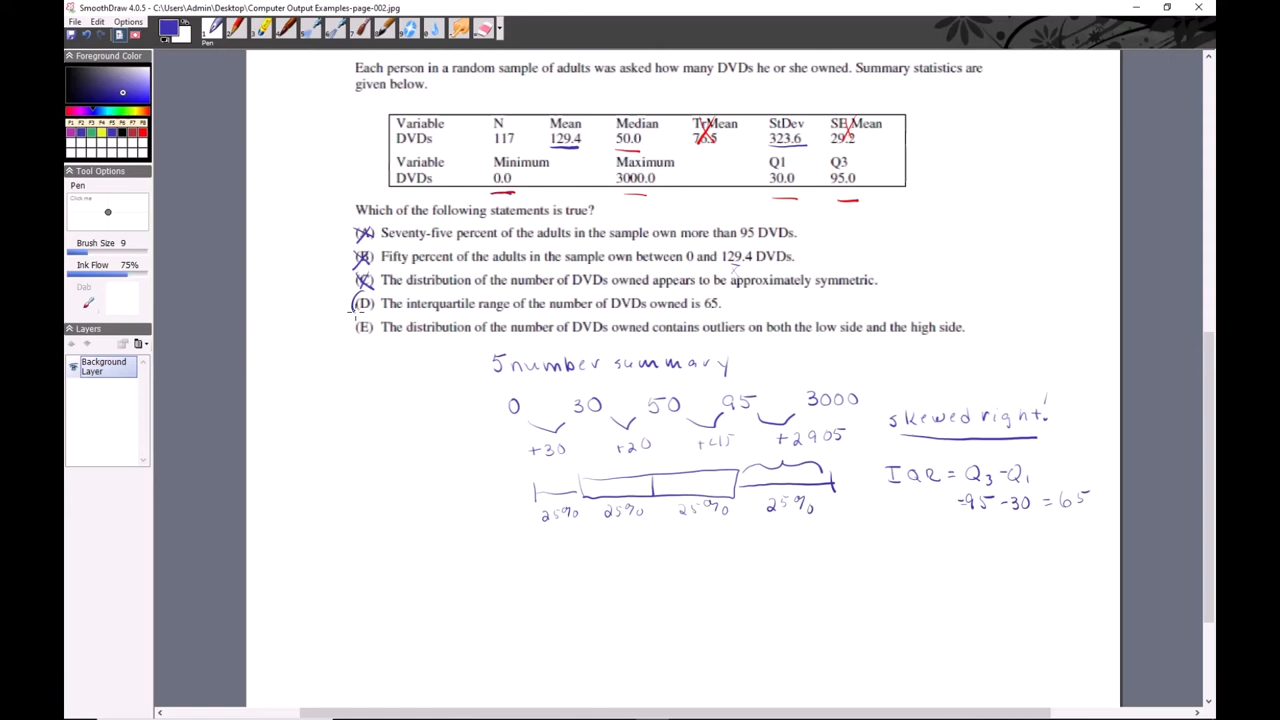 SmoothDraw 4.0.5 - C:\Users\Admin\Desktop\Computer Output Examples-page-002.jpg
File Edit Options
Pen
Foreground Color
Tool Options
Pen
Click me
Brush Size 9
Ink Flow 75%
Dab
Layers
Background Layer
Each person in a random sample of adults was asked how many DVDs he or she owned. Summary statistics are
given below.
Variable N Mean Median TrMean StDev SE Mean
DVDs 117 129.4 50.0 76.5 323.6 29.2
Variable Minimum Maximum Q1 Q3
DVDs 0.0 3000.0 30.0 95.0
Which of the following statements is true?
(A) Seventy-five percent of the adults in the sample own more than 95 DVDs.
(B) Fifty percent of the adults in the sample own between 0 and 129.4 DVDs.
(C) The distribution of the number of DVDs owned appears to be approximately symmetric.
(D) The interquartile range of the number of DVDs owned is 65.
(E) The distribution of the number of DVDs owned contains outliers on both the low side and the high side.
5 number summary
0 30 50 95 3000
+30 +20 +45 +2905
25% 25% 25% 25%
skewed right!
IQR = Q3 - Q1
= 95 - 30 = 65